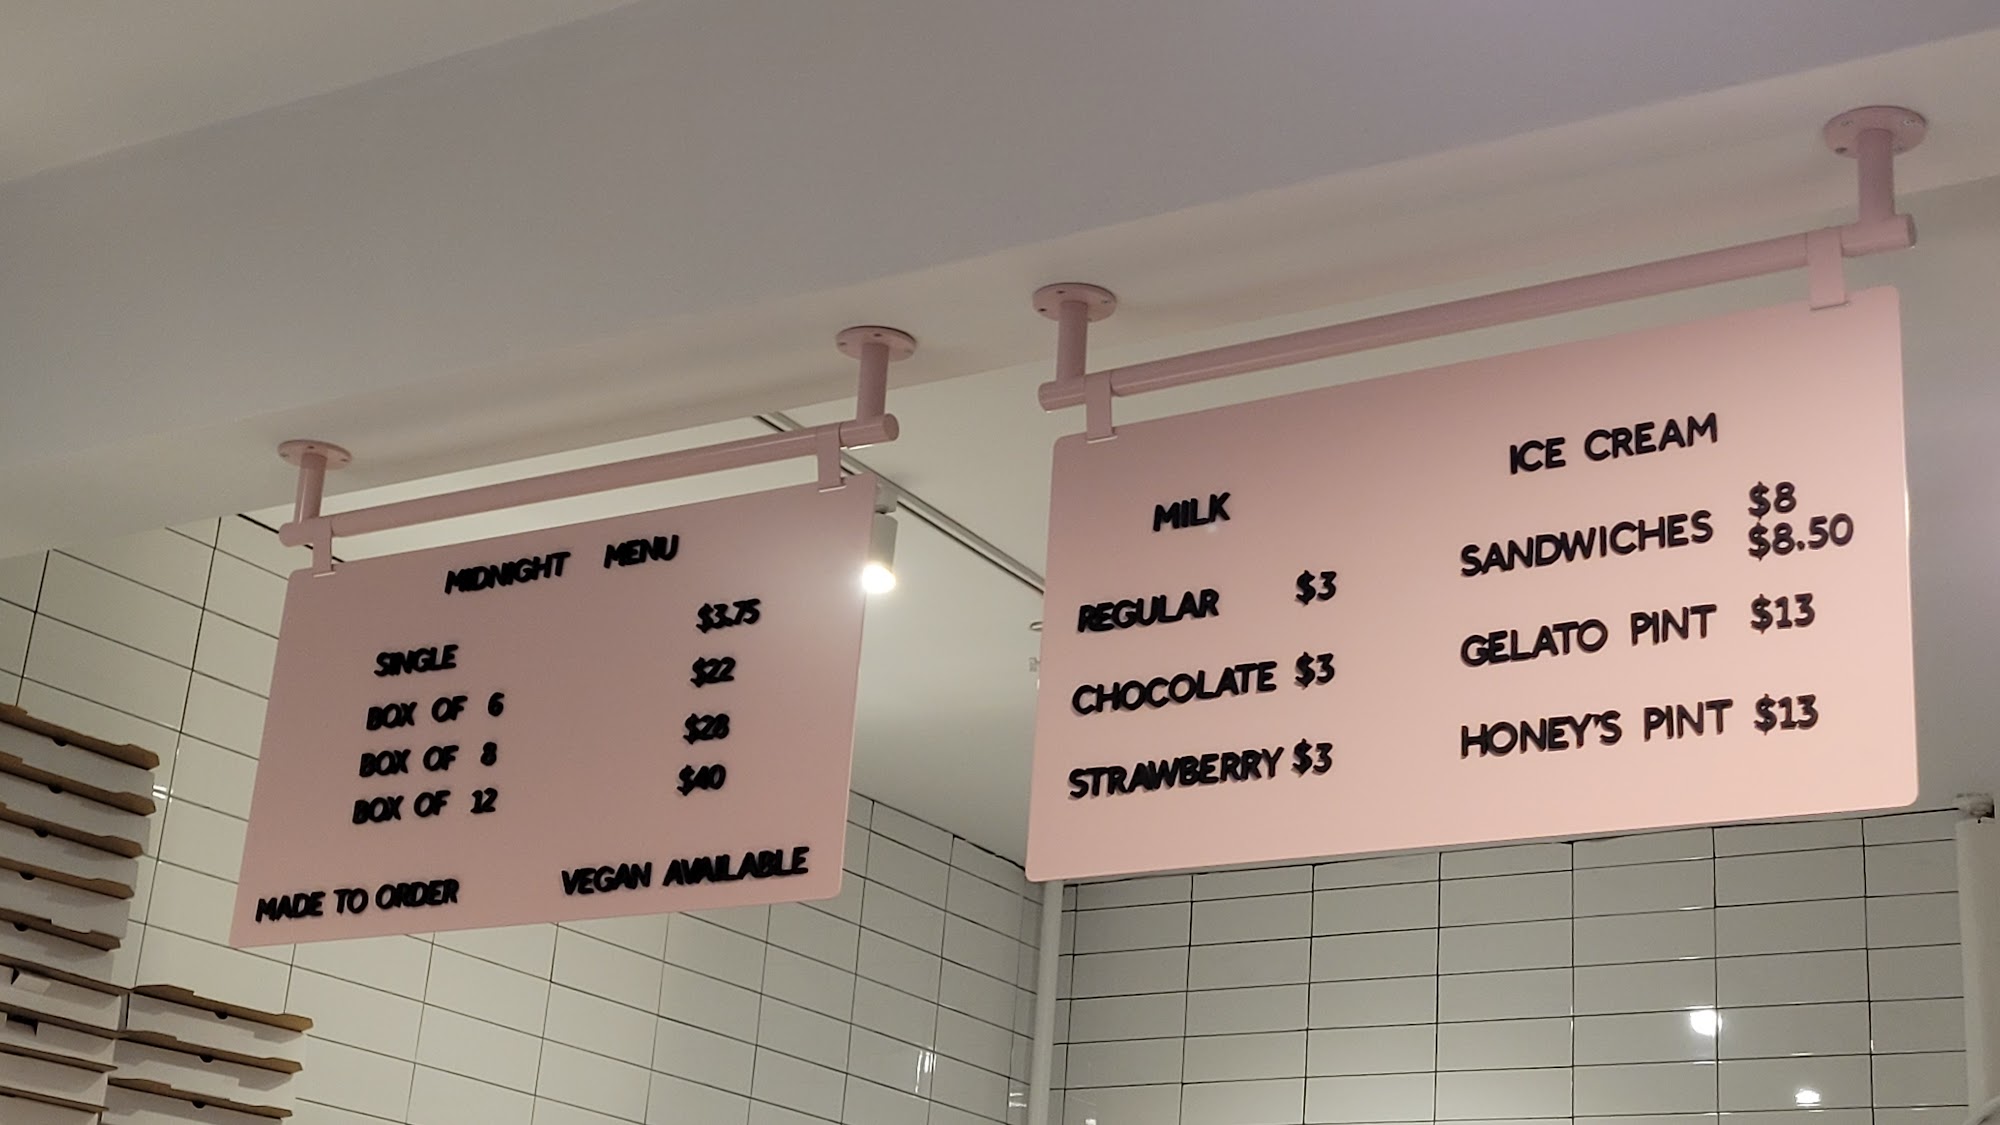 MIDNIGHT MENU
SINGLE $3.75
BOX OF 6 $22
BOX OF 8 $28
BOX OF 12 $40
MADE TO ORDER VEGAN AVAILABLE
MILK
REGULAR $3
CHOCOLATE $3
STRAWBERRY $3
ICE CREAM
SANDWICHES $8
$8.50
GELATO PINT $13
HONEY'S PINT $13